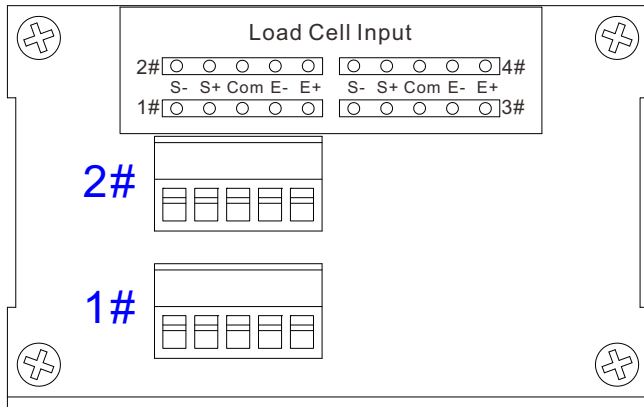 Load Cell Input
2# 4#
S- S+ Com E- E+ S- S+ Com E- E+
1# 3#
2#
1#